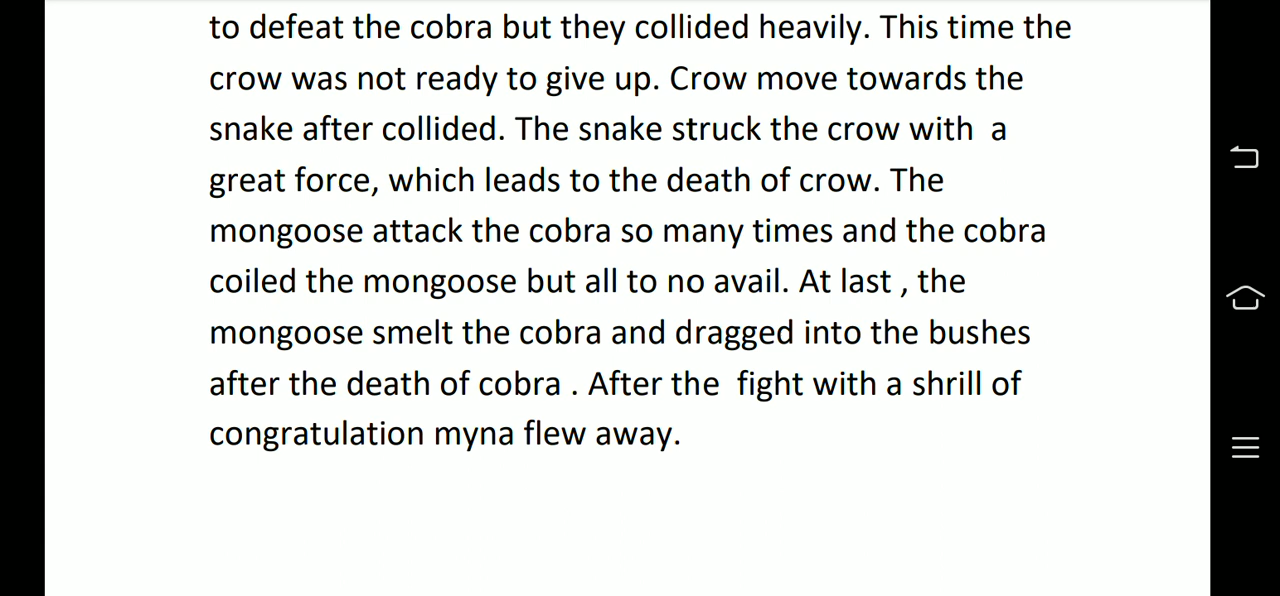 to defeat the cobra but they collided heavily. This time the
crow was not ready to give up. Crow move towards the
snake after collided. The snake struck the crow with  a
great force, which leads to the death of crow. The
mongoose attack the cobra so many times and the cobra
coiled the mongoose but all to no avail. At last , the
mongoose smelt the cobra and dragged into the bushes
after the death of cobra . After the  fight with a shrill of
congratulation myna flew away.